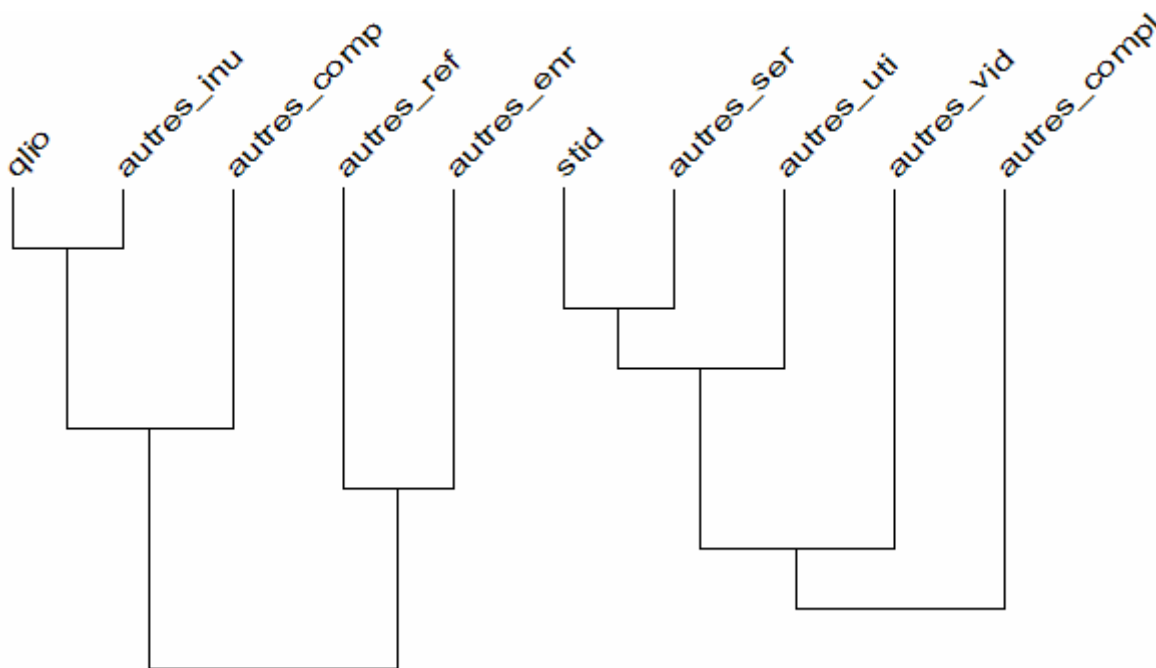 qlio
autres_inu
autres_comp
autres_ref
autres_enr
stid
autres_ser
autres_uti
autres_vid
autres_compl